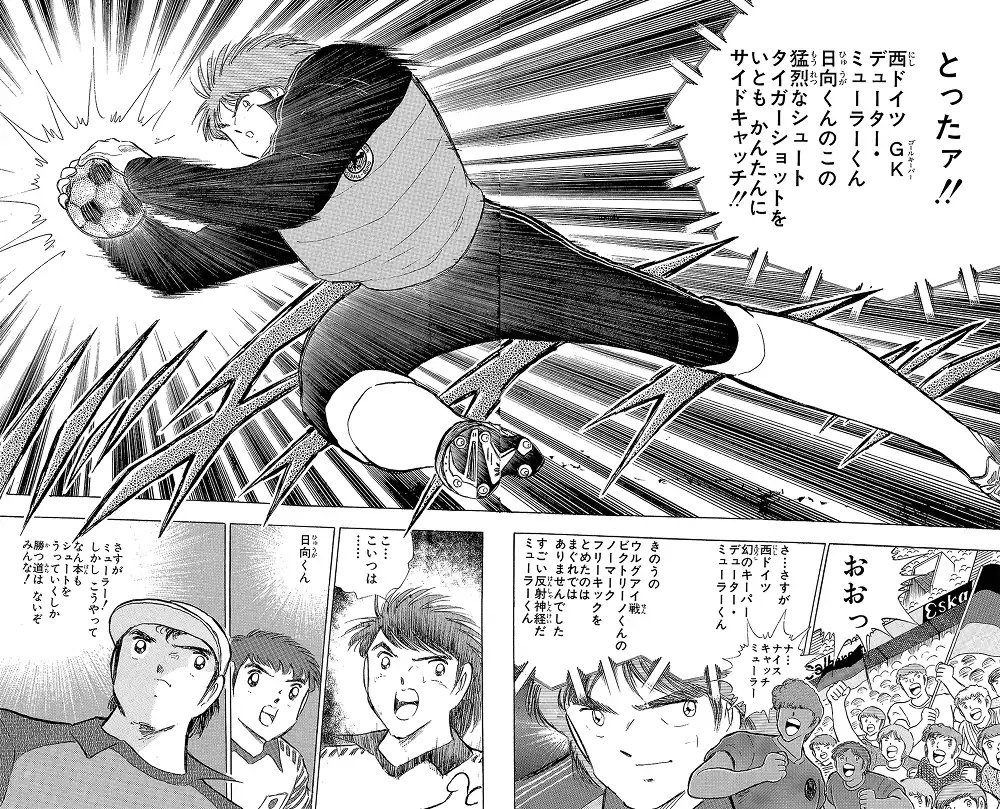 とったァ!!
西ドイツ GK
デューター・
ミューラーくん
日向くんのこの
猛烈なシュート
タイガーショットを
いとも かんたんに
サイドキャッチ!!
おおっ
Eska
さ…さすが
西ドイツ
幻のキーパー
デューター・
ミューラーくん
ナ…
ナイス
キャッチ
ミューラー
きのうの
ウルグアイ戦
ビクトリーノくんの
ノーマーク
フリーキックを
とめたのは
まぐれでは
ありませんでした
すごい反射神経だ
ミューラーくん
こ…
こいつは
……
日向くん
さすが
ミューラー!
しかし こうやって
なん本も
シュートを
うっていくしか
勝つ道は ないぞ
みんな!